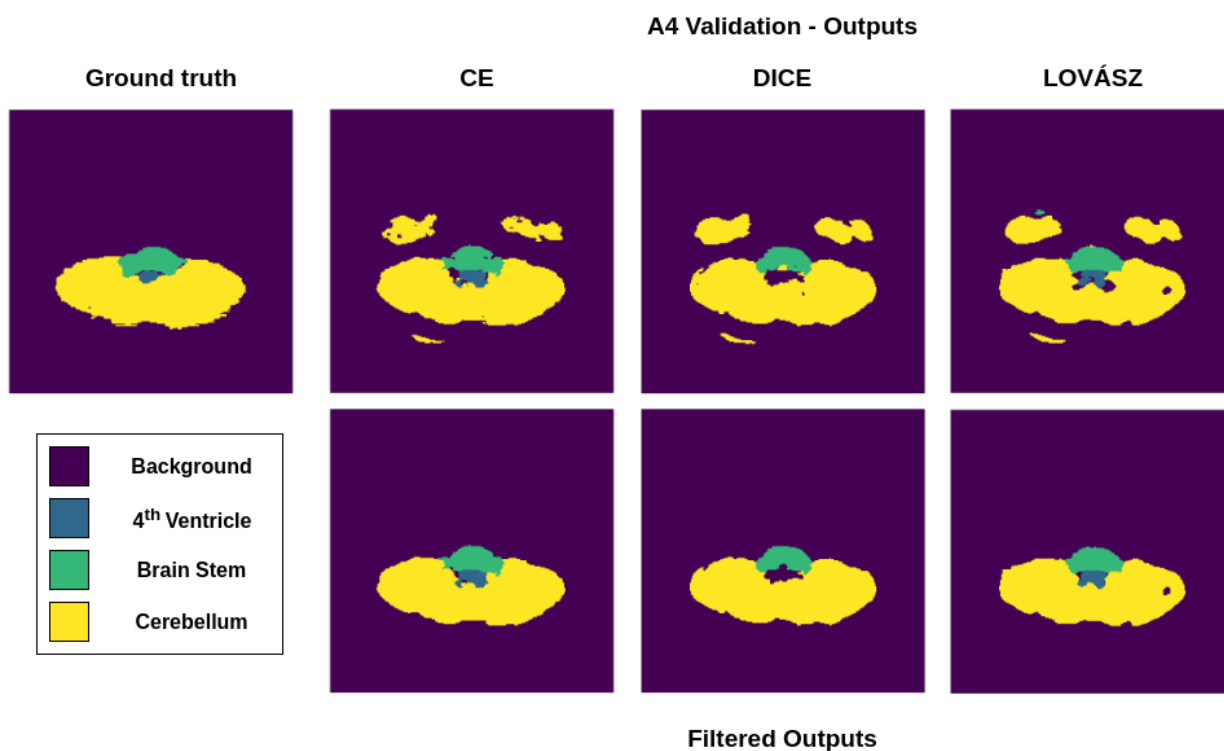 A4 Validation - Outputs
Ground truth
CE
DICE
LOVÁSZ
Background
4th Ventricle
Brain Stem
Cerebellum
Filtered Outputs